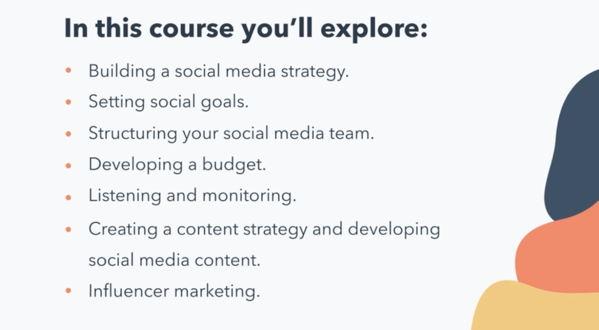 In this course you’ll explore:
• Building a social media strategy.
• Setting social goals.
• Structuring your social media team.
• Developing a budget.
• Listening and monitoring.
• Creating a content strategy and developing
social media content.
• Influencer marketing.